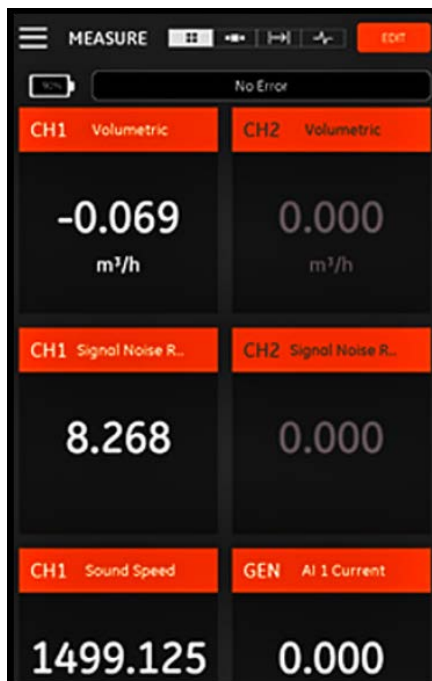 MEASURE EDIT
90% No Error
CH1 Volumetric CH2 Volumetric
-0.069 0.000
m³/h m³/h
CH1 Signal Noise R... CH2 Signal Noise R...
8.268 0.000
CH1 Sound Speed GEN AI 1 Current
1499.125 0.000